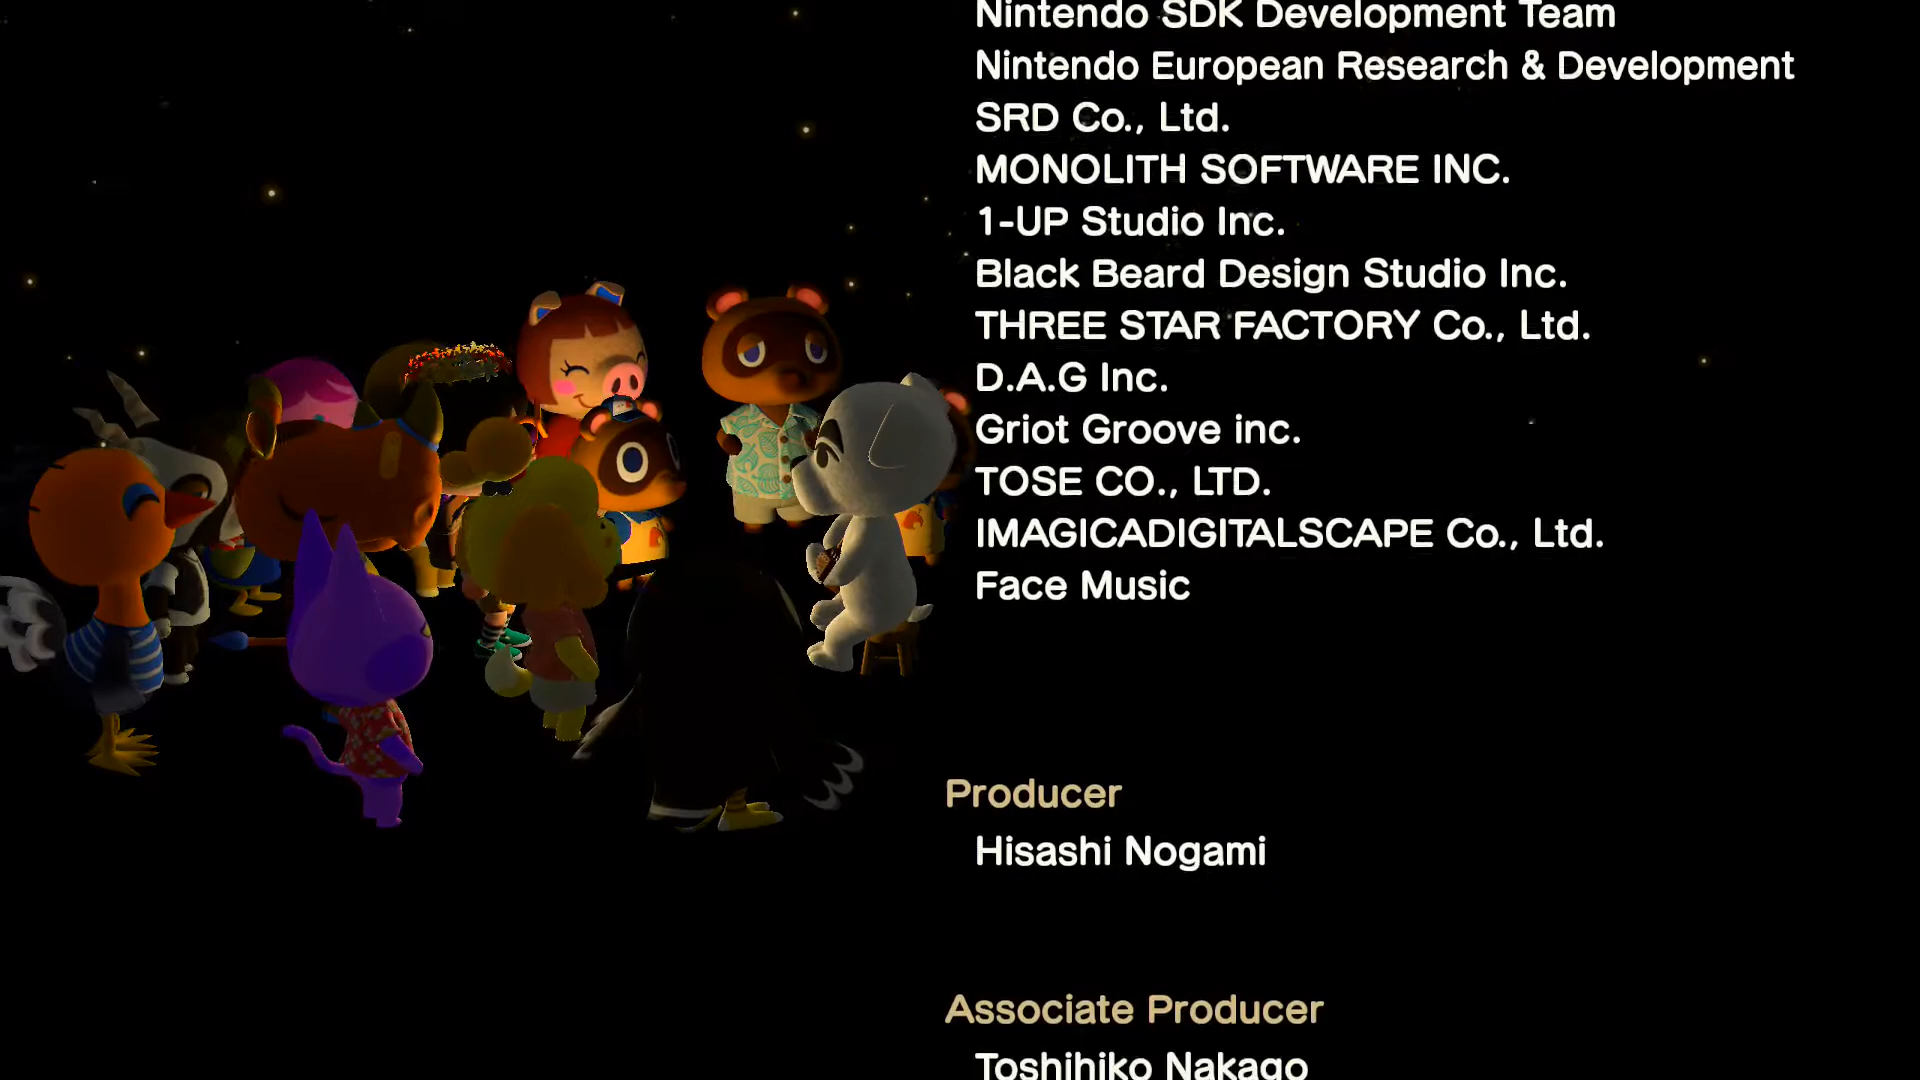 Nintendo SDK Development Team
Nintendo European Research & Development
SRD Co., Ltd.
MONOLITH SOFTWARE INC.
1-UP Studio Inc.
Black Beard Design Studio Inc.
THREE STAR FACTORY Co., Ltd.
D.A.G Inc.
Griot Groove inc.
TOSE CO., LTD.
IMAGICADIGITALSCAPE Co., Ltd.
Face Music
Producer
Hisashi Nogami
Associate Producer
Toshihiko Nakago